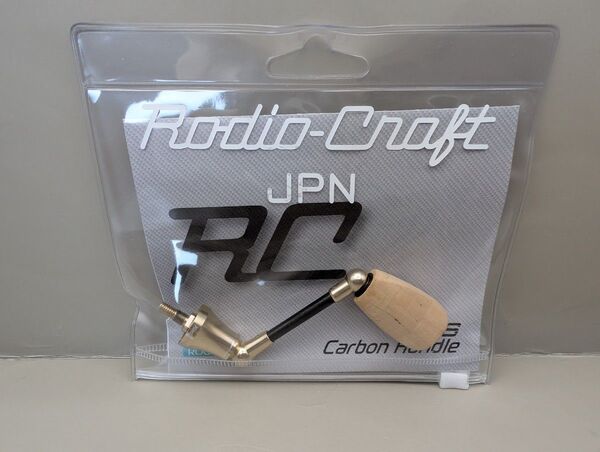 Rodio-Craft
JPN
RC
Carbon Handle